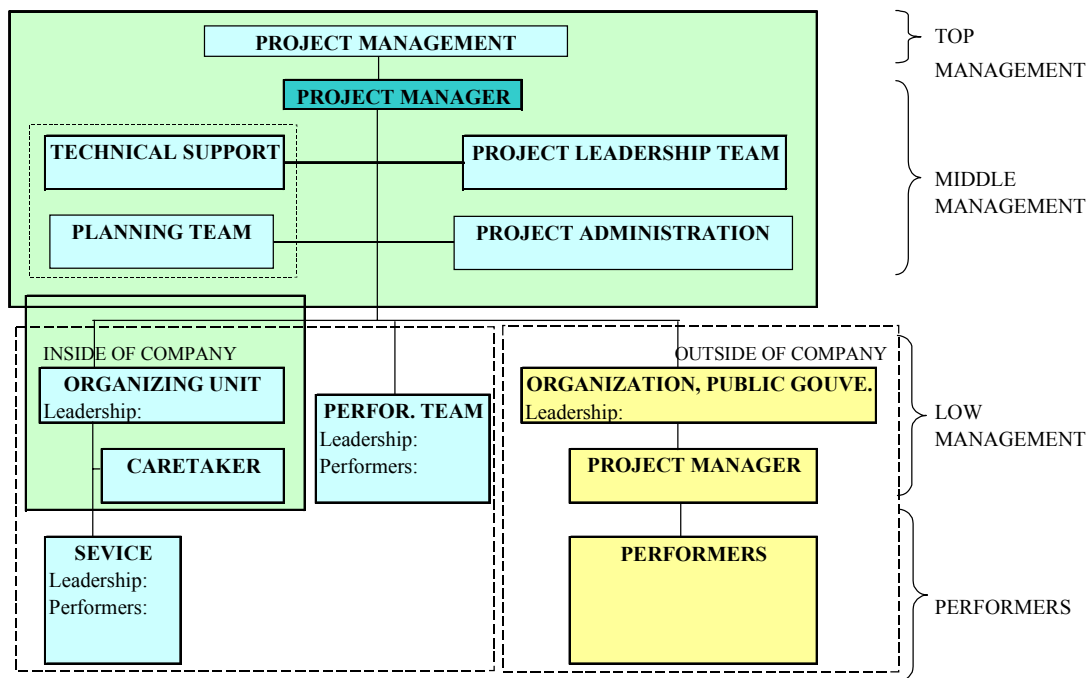 PROJECT MANAGEMENT
TOP
MANAGEMENT
PROJECT MANAGER
TECHNICAL SUPPORT
PROJECT LEADERSHIP TEAM
MIDDLE
MANAGEMENT
PLANNING TEAM
PROJECT ADMINISTRATION
INSIDE OF COMPANY
ORGANIZING UNIT
Leadership:
CARETAKER
SEVICE
Leadership:
Performers:
PERFOR. TEAM
Leadership:
Performers:
OUTSIDE OF COMPANY
ORGANIZATION, PUBLIC GOUVE.
Leadership:
PROJECT MANAGER
PERFORMERS
LOW
MANAGEMENT
PERFORMERS